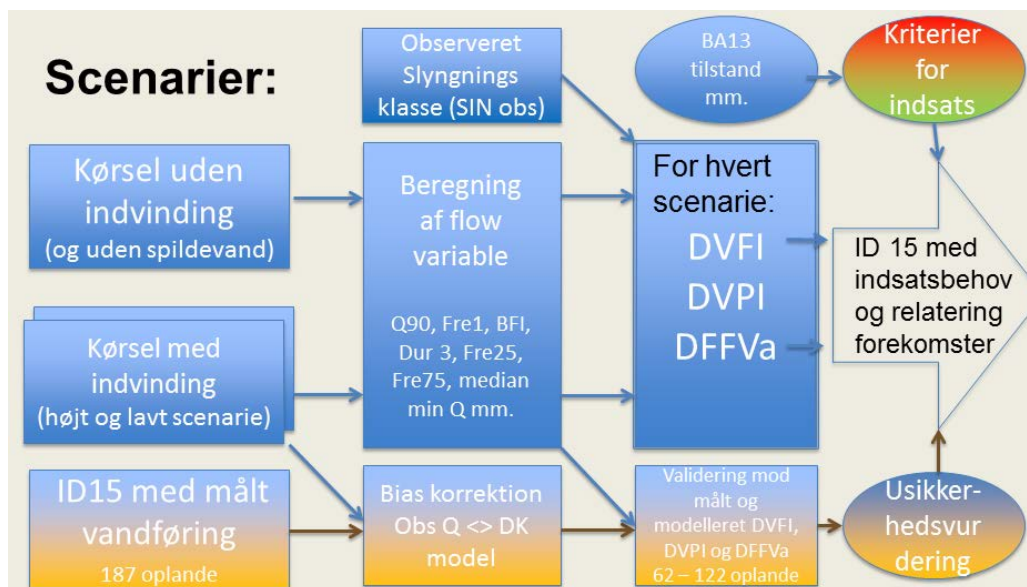 Scenarier:
Observeret
Slyngnings
klasse (SIN obs)
BA13
tilstand
mm.
Kriterier
for
indsats
Kørsel uden
indvinding
(og uden spildevand)
Beregning
af flow
variable
Q90, Fre1, BFI,
Dur 3, Fre25,
Fre75, median
min Q mm.
For hvert
scenarie:
DVFI
DVPI
DFFVa
ID 15 med
indsatsbehov
og relatering
forekomster
Kørsel med
indvinding
(højt og lavt scenarie)
ID15 med målt
vandføring
187 oplande
Bias korrektion
Obs Q <> DK
model
Validering mod
målt og
modelleret DVFI,
DVPI og DFFVa
62 – 122 oplande
Usikker-
hedsvur
dering